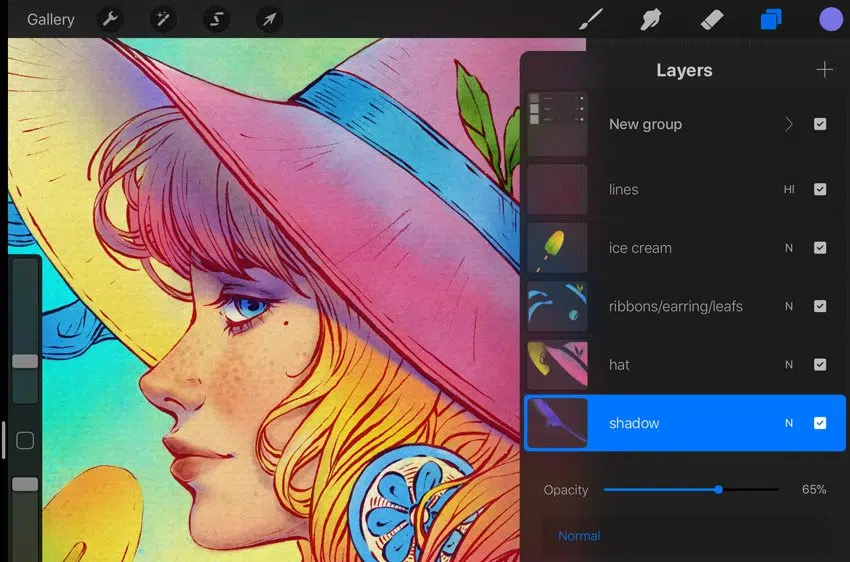 Gallery
Layers
New group
lines HI
ice cream N
ribbons/earring/leafs N
hat N
shadow N
Opacity 65%
Normal